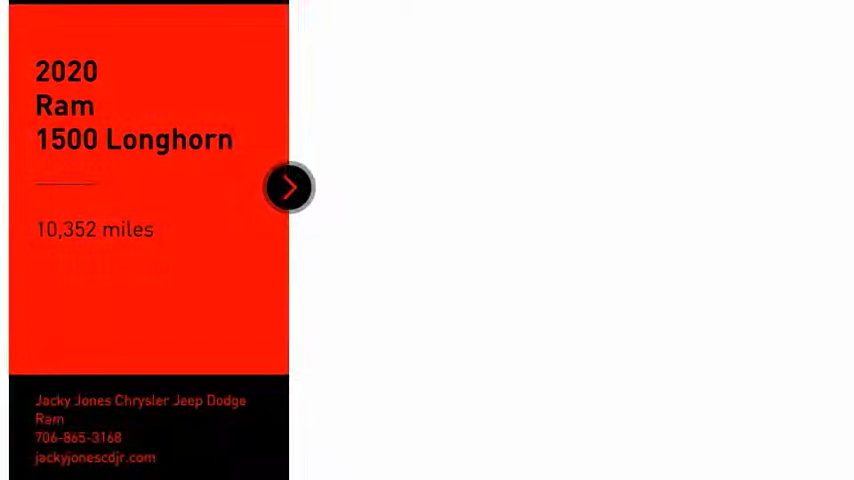 2020
Ram
1500 Longhorn
10,352 miles
Jacky Jones Chrysler Jeep Dodge
Ram
706-865-3168
jackyjonescdjr.com